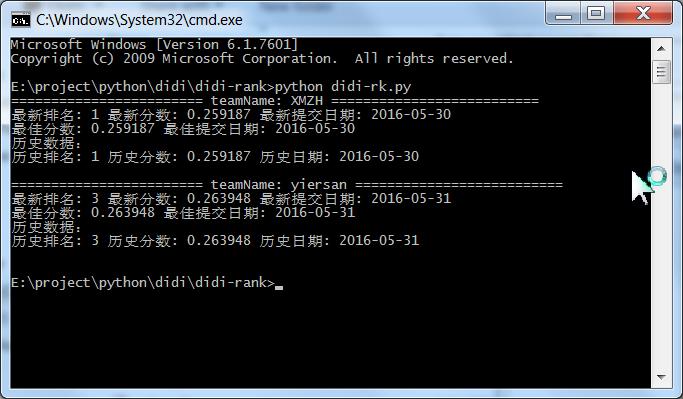 C:\Windows\System32\cmd.exe
Microsoft Windows [Version 6.1.7601]
Copyright (c) 2009 Microsoft Corporation.  All rights reserved.
E:\project\python\didi\didi-rank>python didi-rk.py
======================== teamName: XMZH ==========================
最新排名: 1 最新分数: 0.259187 最新提交日期: 2016-05-30
最佳分数: 0.259187 最佳提交日期: 2016-05-30
历史数据:
历史排名: 1 历史分数: 0.259187 历史日期: 2016-05-30
======================== teamName: yiersan ==========================
最新排名: 3 最新分数: 0.263948 最新提交日期: 2016-05-31
最佳分数: 0.263948 最佳提交日期: 2016-05-31
历史数据:
历史排名: 3 历史分数: 0.263948 历史日期: 2016-05-31
E:\project\python\didi\didi-rank>